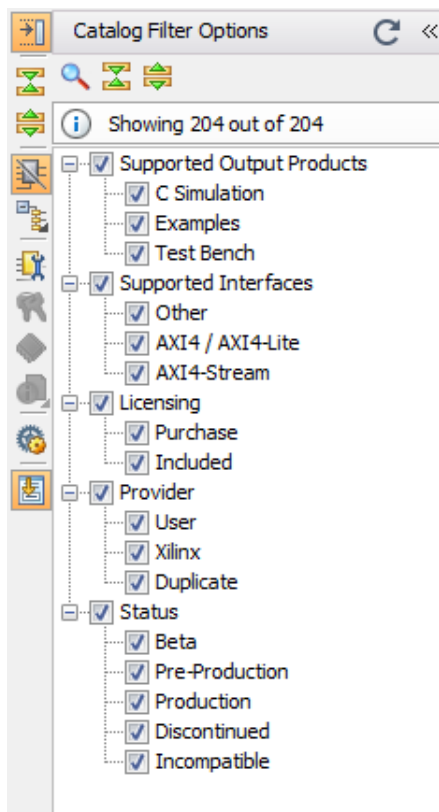 Catalog Filter Options
Showing 204 out of 204
Supported Output Products
C Simulation
Examples
Test Bench
Supported Interfaces
Other
AXI4 / AXI4-Lite
AXI4-Stream
Licensing
Purchase
Included
Provider
User
Xilinx
Duplicate
Status
Beta
Pre-Production
Production
Discontinued
Incompatible